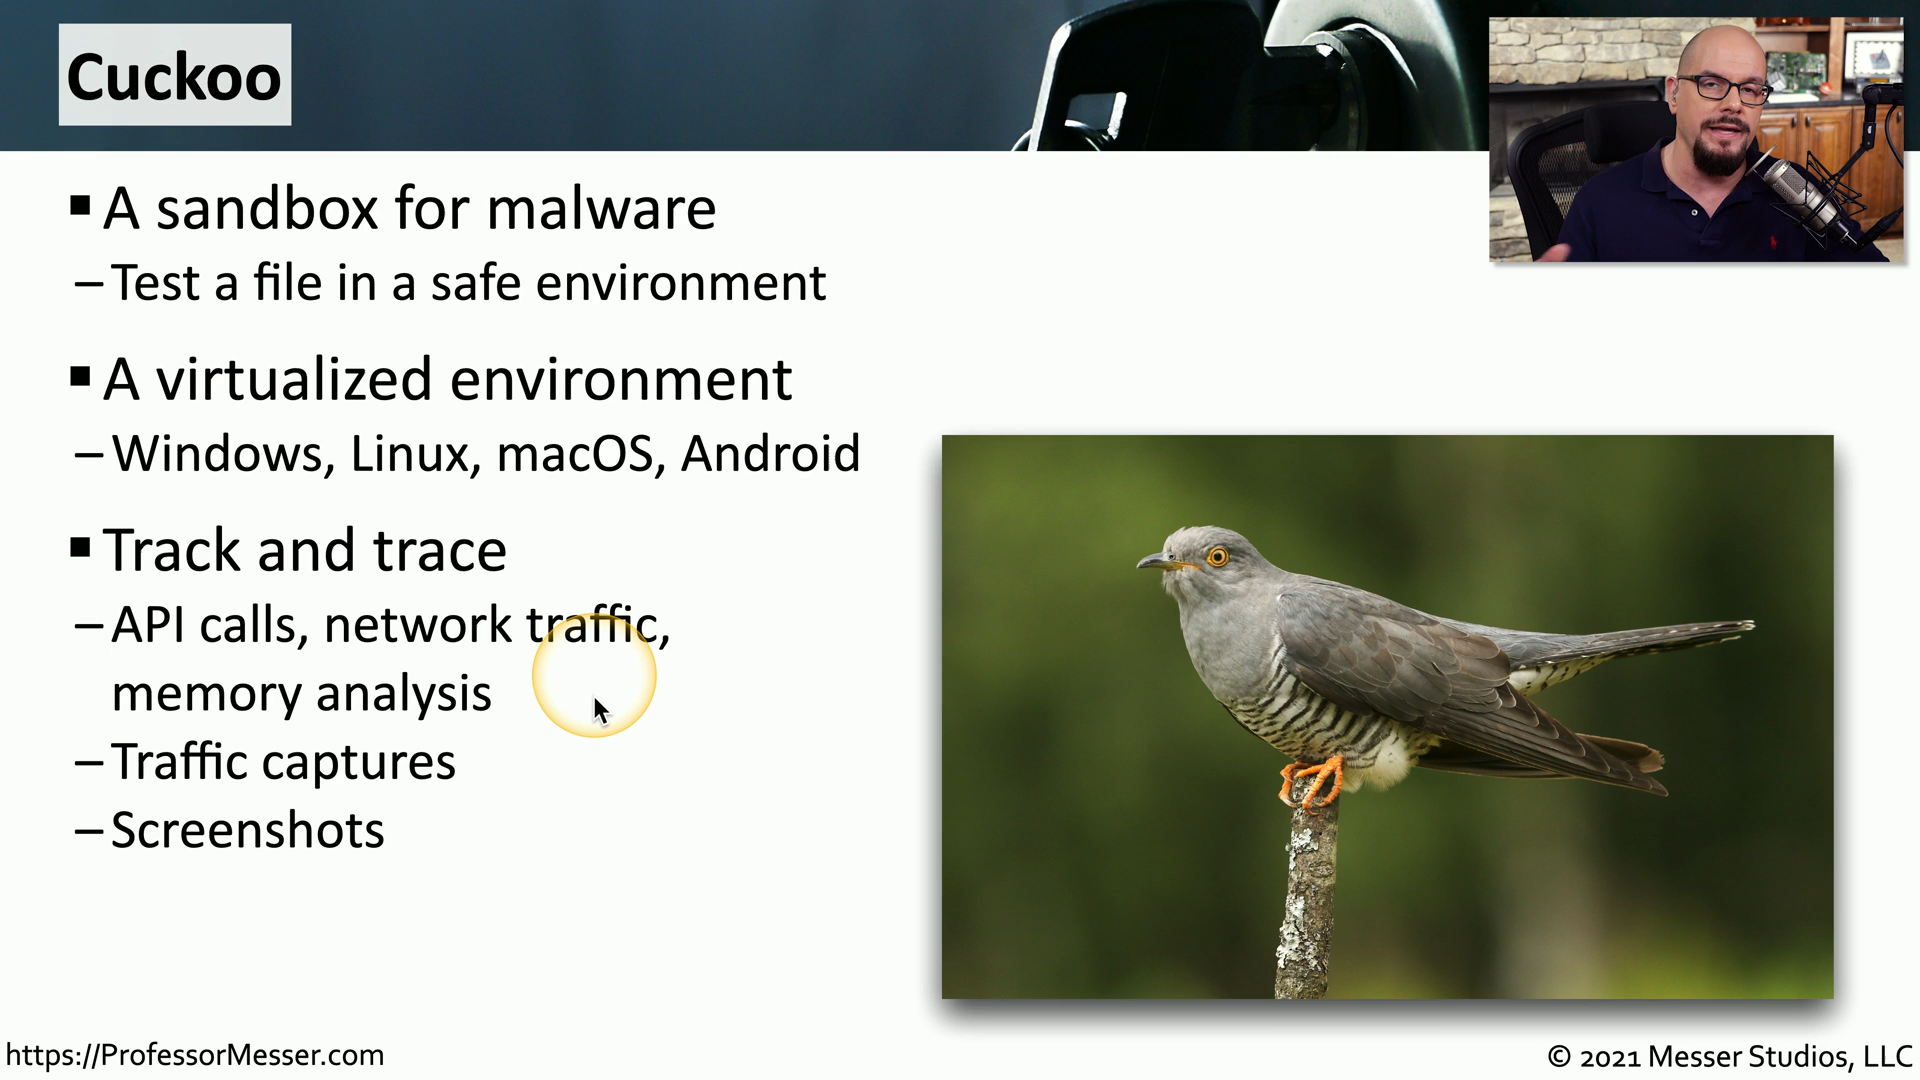 Cuckoo
▪ A sandbox for malware
– Test a file in a safe environment
▪ A virtualized environment
– Windows, Linux, macOS, Android
▪ Track and trace
– API calls, network traffic,
memory analysis
– Traffic captures
– Screenshots
https://ProfessorMesser.com
© 2021 Messer Studios, LLC